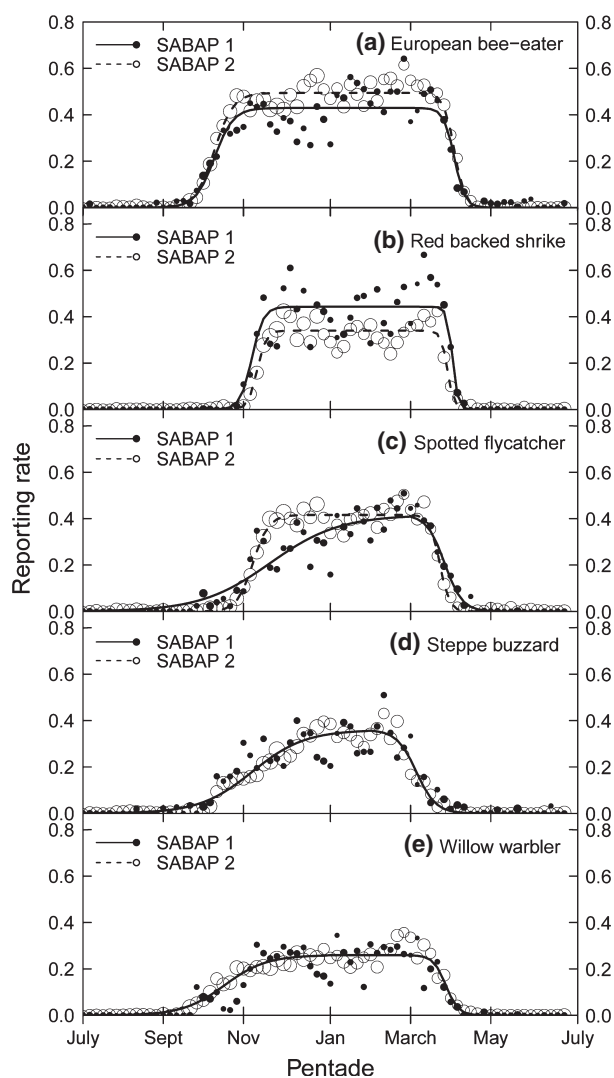 Reporting rate
0.8 (a) European bee−eater 0.8
SABAP 1
SABAP 2
0.6 0.6
0.4 0.4
0.2 0.2
0.0 0.0
0.8 (b) Red backed shrike 0.8
SABAP 1
SABAP 2
0.6 0.6
0.4 0.4
0.2 0.2
0.0 0.0
0.8 (c) Spotted flycatcher 0.8
SABAP 1
SABAP 2
0.6 0.6
0.4 0.4
0.2 0.2
0.0 0.0
0.8 (d) Steppe buzzard 0.8
SABAP 1
SABAP 2
0.6 0.6
0.4 0.4
0.2 0.2
0.0 0.0
0.8 (e) Willow warbler 0.8
SABAP 1
SABAP 2
0.6 0.6
0.4 0.4
0.2 0.2
0.0 0.0
July Sept Nov Jan March May July
Pentade